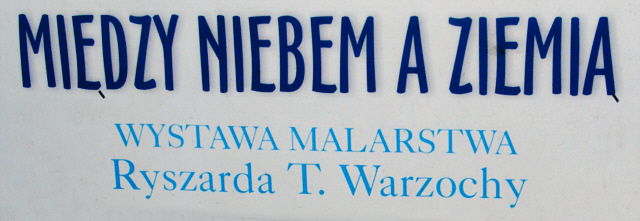 MIĘDZY NIEBEM A ZIEMIĄ
WYSTAWA MALARSTWA
Ryszarda T. Warzochy